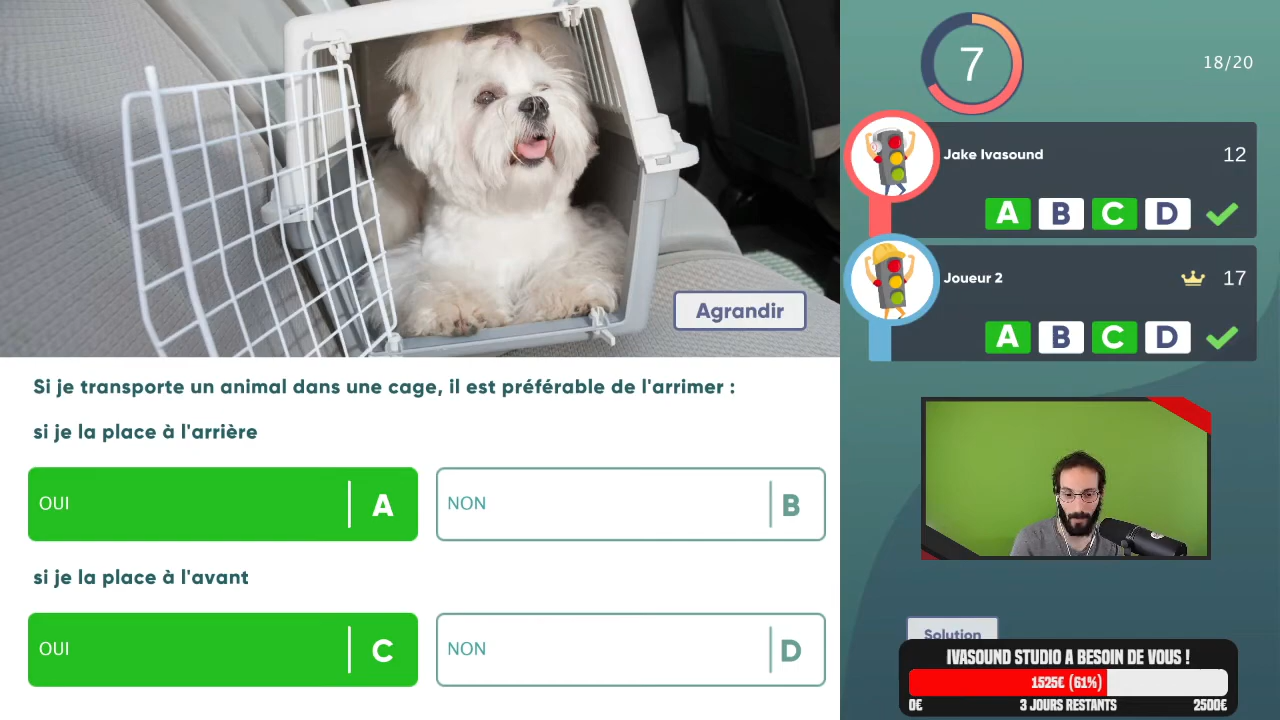 7
18/20
Jake Ivasound
12
A B C D
Joueur 2
17
A B C D
Agrandir
Si je transporte un animal dans une cage, il est préférable de l'arrimer :
si je la place à l'arrière
OUI A
NON B
si je la place à l'avant
OUI C
NON D
Solution
IVASOUND STUDIO A BESOIN DE VOUS !
1525€ (61%)
0€ 3 JOURS RESTANTS 2500€